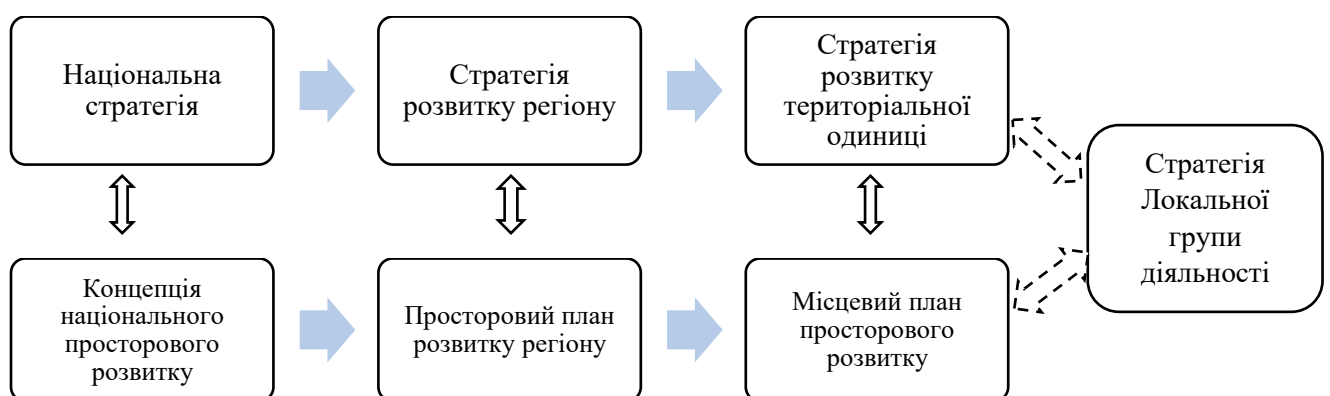 Національна
стратегія
Стратегія
розвитку регіону
Стратегія
розвитку
територіальної
одиниці
Стратегія
Локальної
групи
діяльності
Концепція
національного
просторового
розвитку
Просторовий план
розвитку регіону
Місцевий план
просторового
розвитку